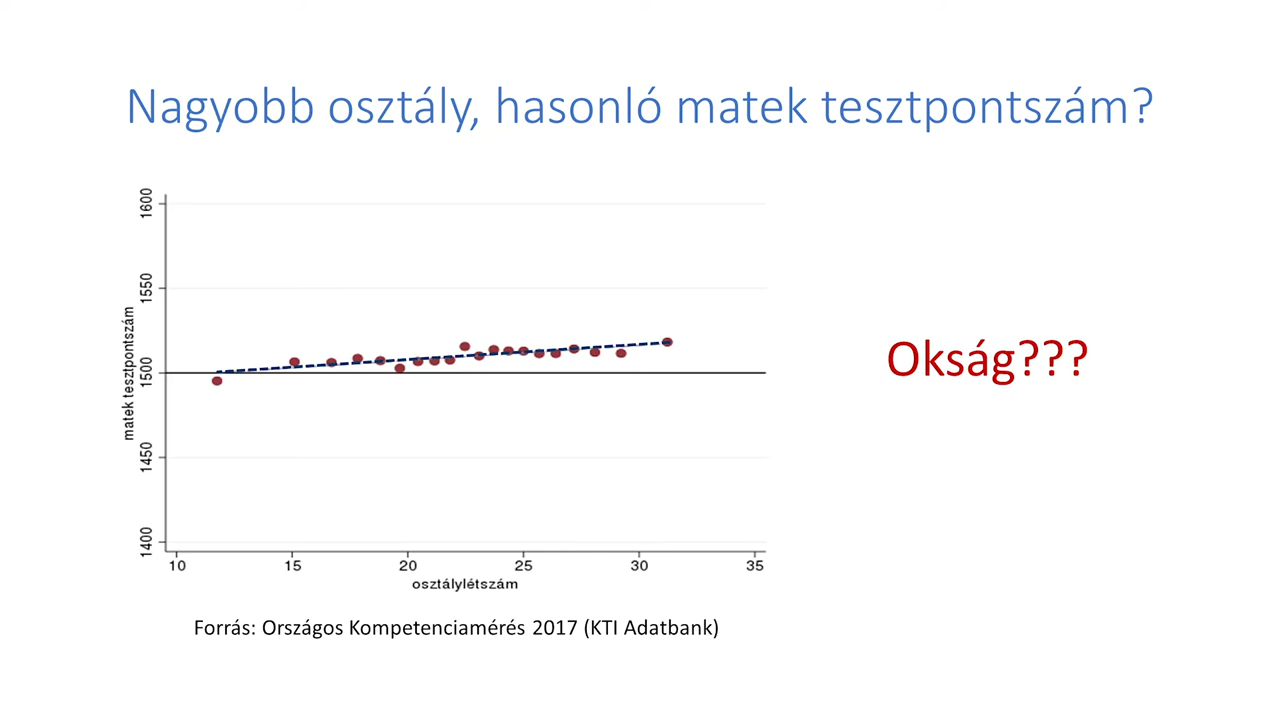 Nagyobb osztály, hasonló matek tesztpontszám?
1600
1550
1500
1450
1400
matek tesztpontszám
10 15 20 25 30 35
osztálylétszám
Okság???
Forrás: Országos Kompetenciamérés 2017 (KTI Adatbank)